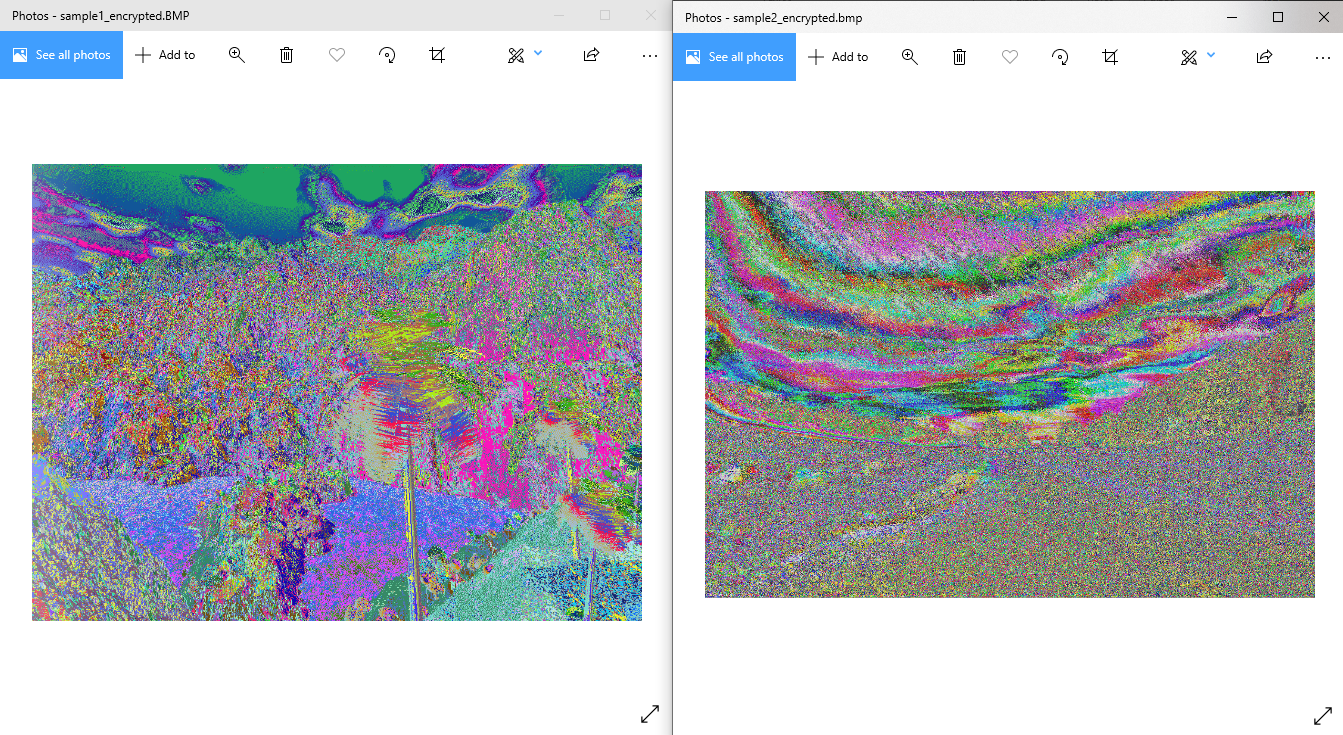 Photos - sample1_encrypted.BMP
See all photos
Add to
Photos - sample2_encrypted.bmp
See all photos
Add to